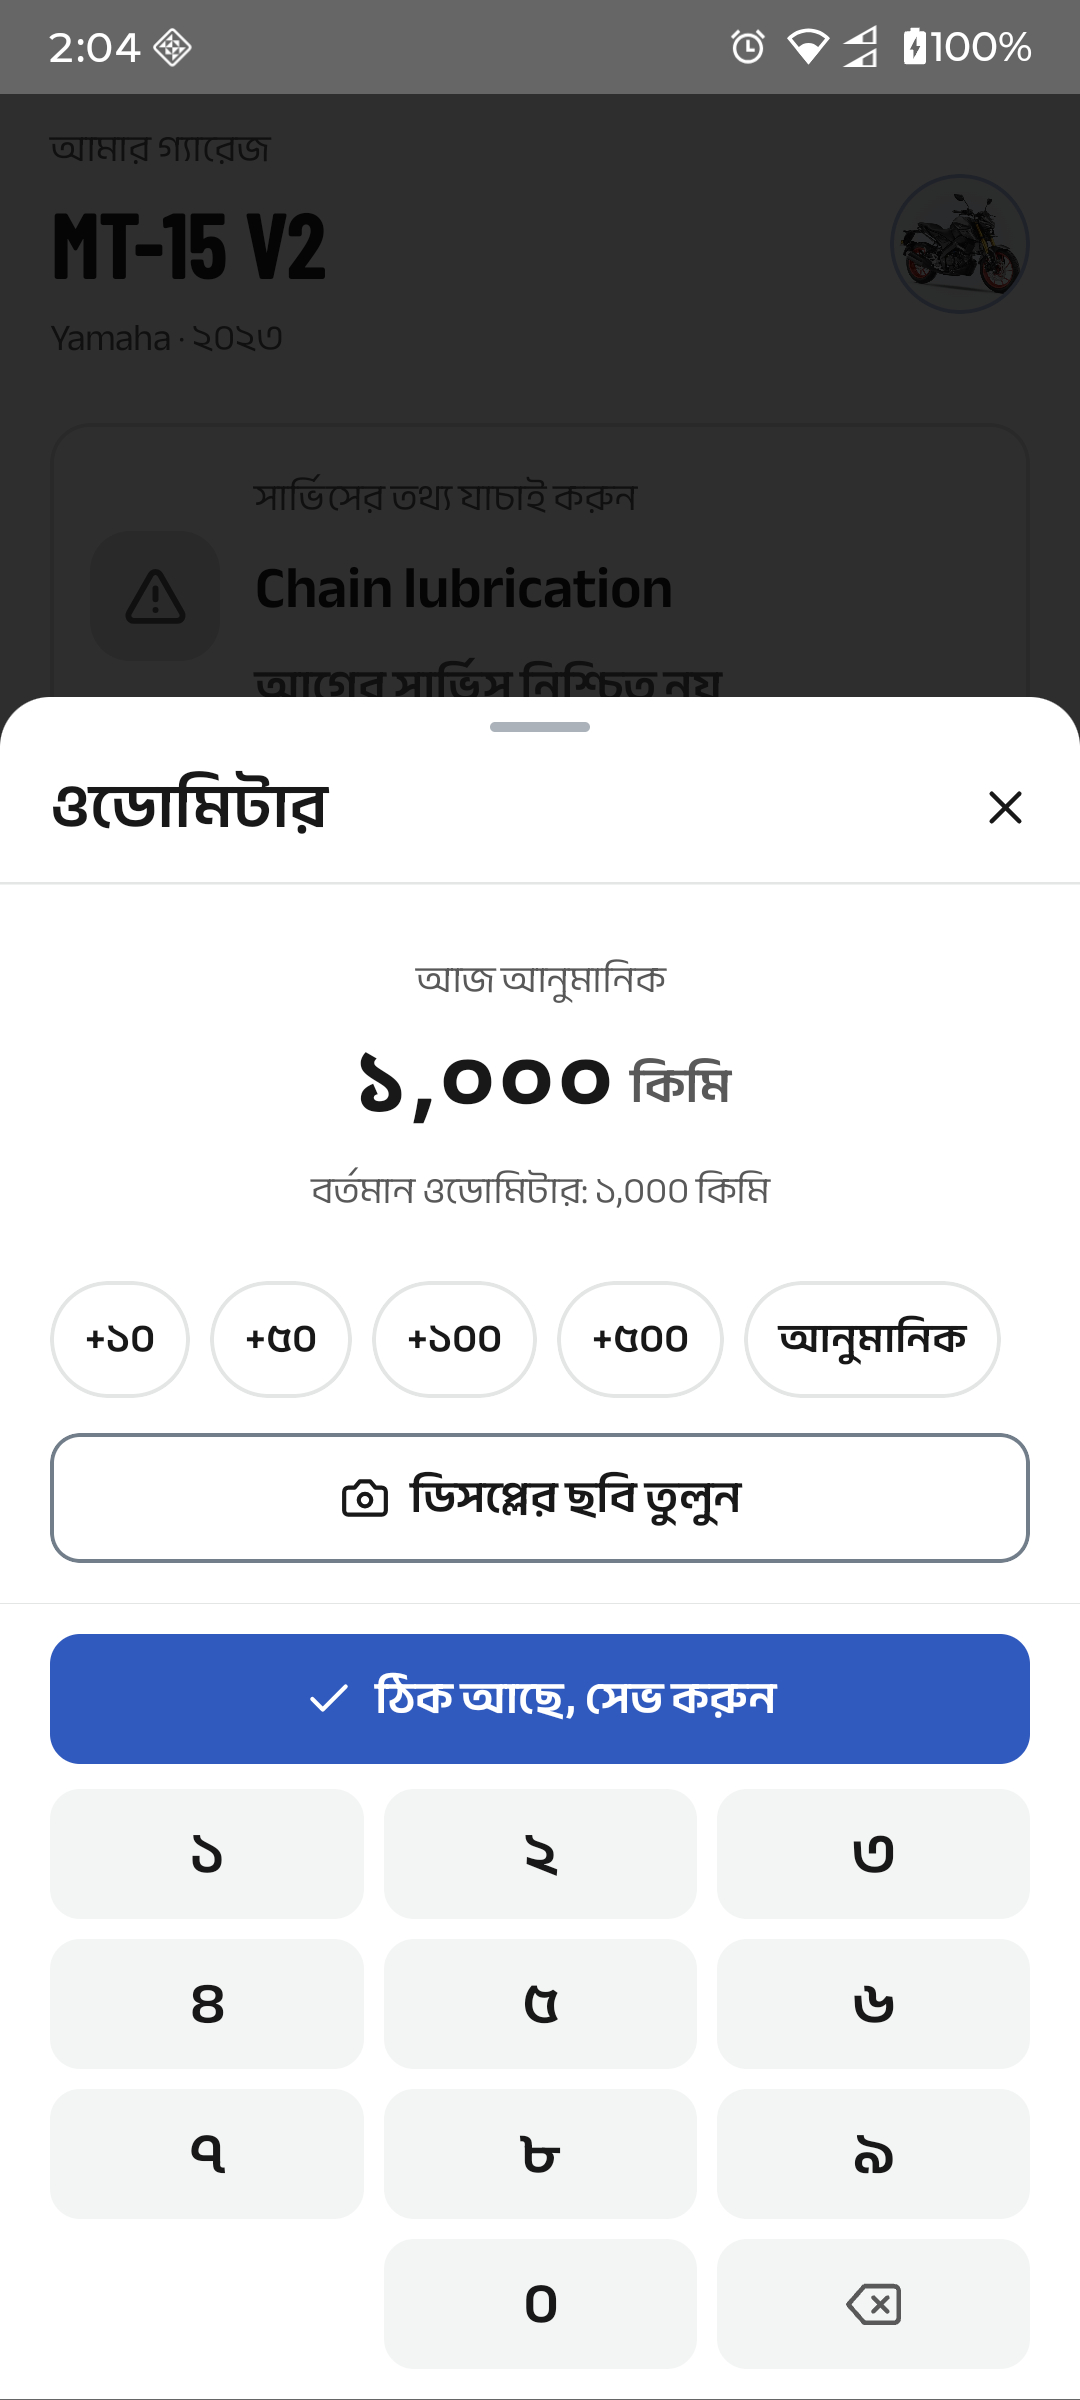 2:04
100%
আমার গ্যারেজ
MT-15 V2
Yamaha · ২০২৩
সার্ভিসের তথ্য যাচাই করুন
Chain lubrication
আগের সার্ভিস নিশ্চিত নয়
ওডোমিটার
আজ আনুমানিক
১,০০০ কিমি
বর্তমান ওডোমিটার: ১,০০০ কিমি
+১০ +৫০ +১০০ +৫০০ আনুমানিক
ডিসপ্লের ছবি তুলুন
ঠিক আছে, সেভ করুন
১ ২ ৩
৪ ৫ ৬
৭ ৮ ৯
০